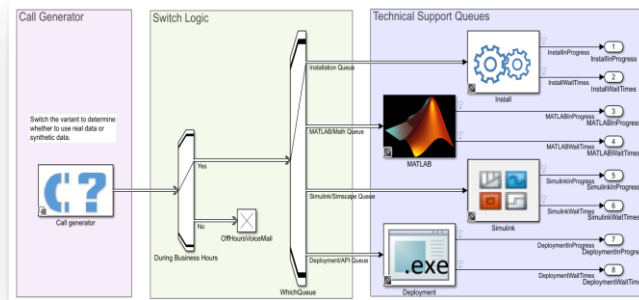 Call Generator
Switch the variant to determine
whether to use real data or
synthetic data.
Call generator
Switch Logic
Yes
No
During Business Hours
OffHoursVoiceMail
Installation Queue
MATLAB/Math Queue
Simulink/Simscape Queue
Deployment/API Queue
WhichQueue
Technical Support Queues
Install
InstallInProgress
1
InstallInProgress
InstallWaitTimes
2
InstallWaitTimes
MATLAB
MATLABInProgress
3
MATLABInProgress
MATLABWaitTimes
4
MATLABWaitTimes
Simulink
SimulinkInProgress
5
SimulinkInProgress
SimulinkWaitTimes
6
SimulinkWaitTimes
.exe
Deployment
DeploymentInProgress
7
DeploymentInProgress
DeploymentWaitTimes
8
DeploymentWaitTimes